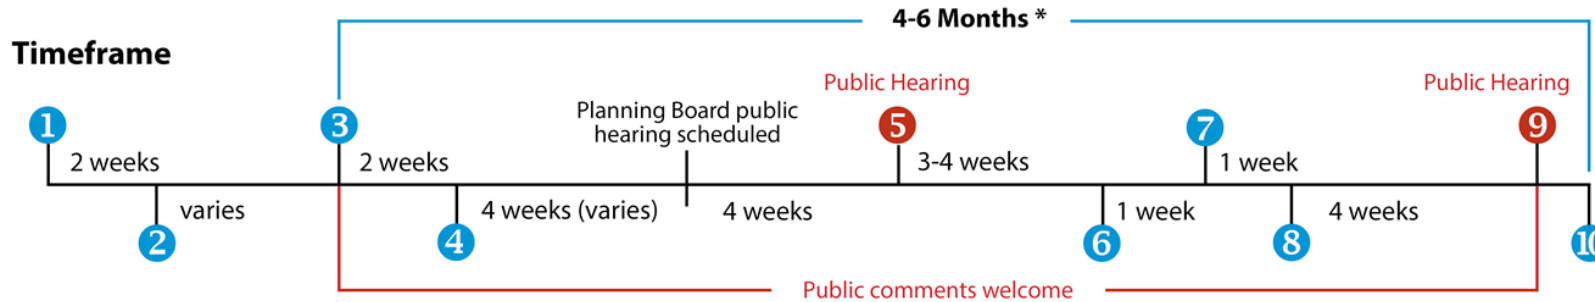 4-6 Months *
Timeframe
Public Hearing
Public Hearing
Planning Board public
hearing scheduled
1
3
5
7
9
2 weeks
2 weeks
3-4 weeks
1 week
varies
4 weeks (varies)
4 weeks
1 week
4 weeks
2
4
6
8
10
Public comments welcome